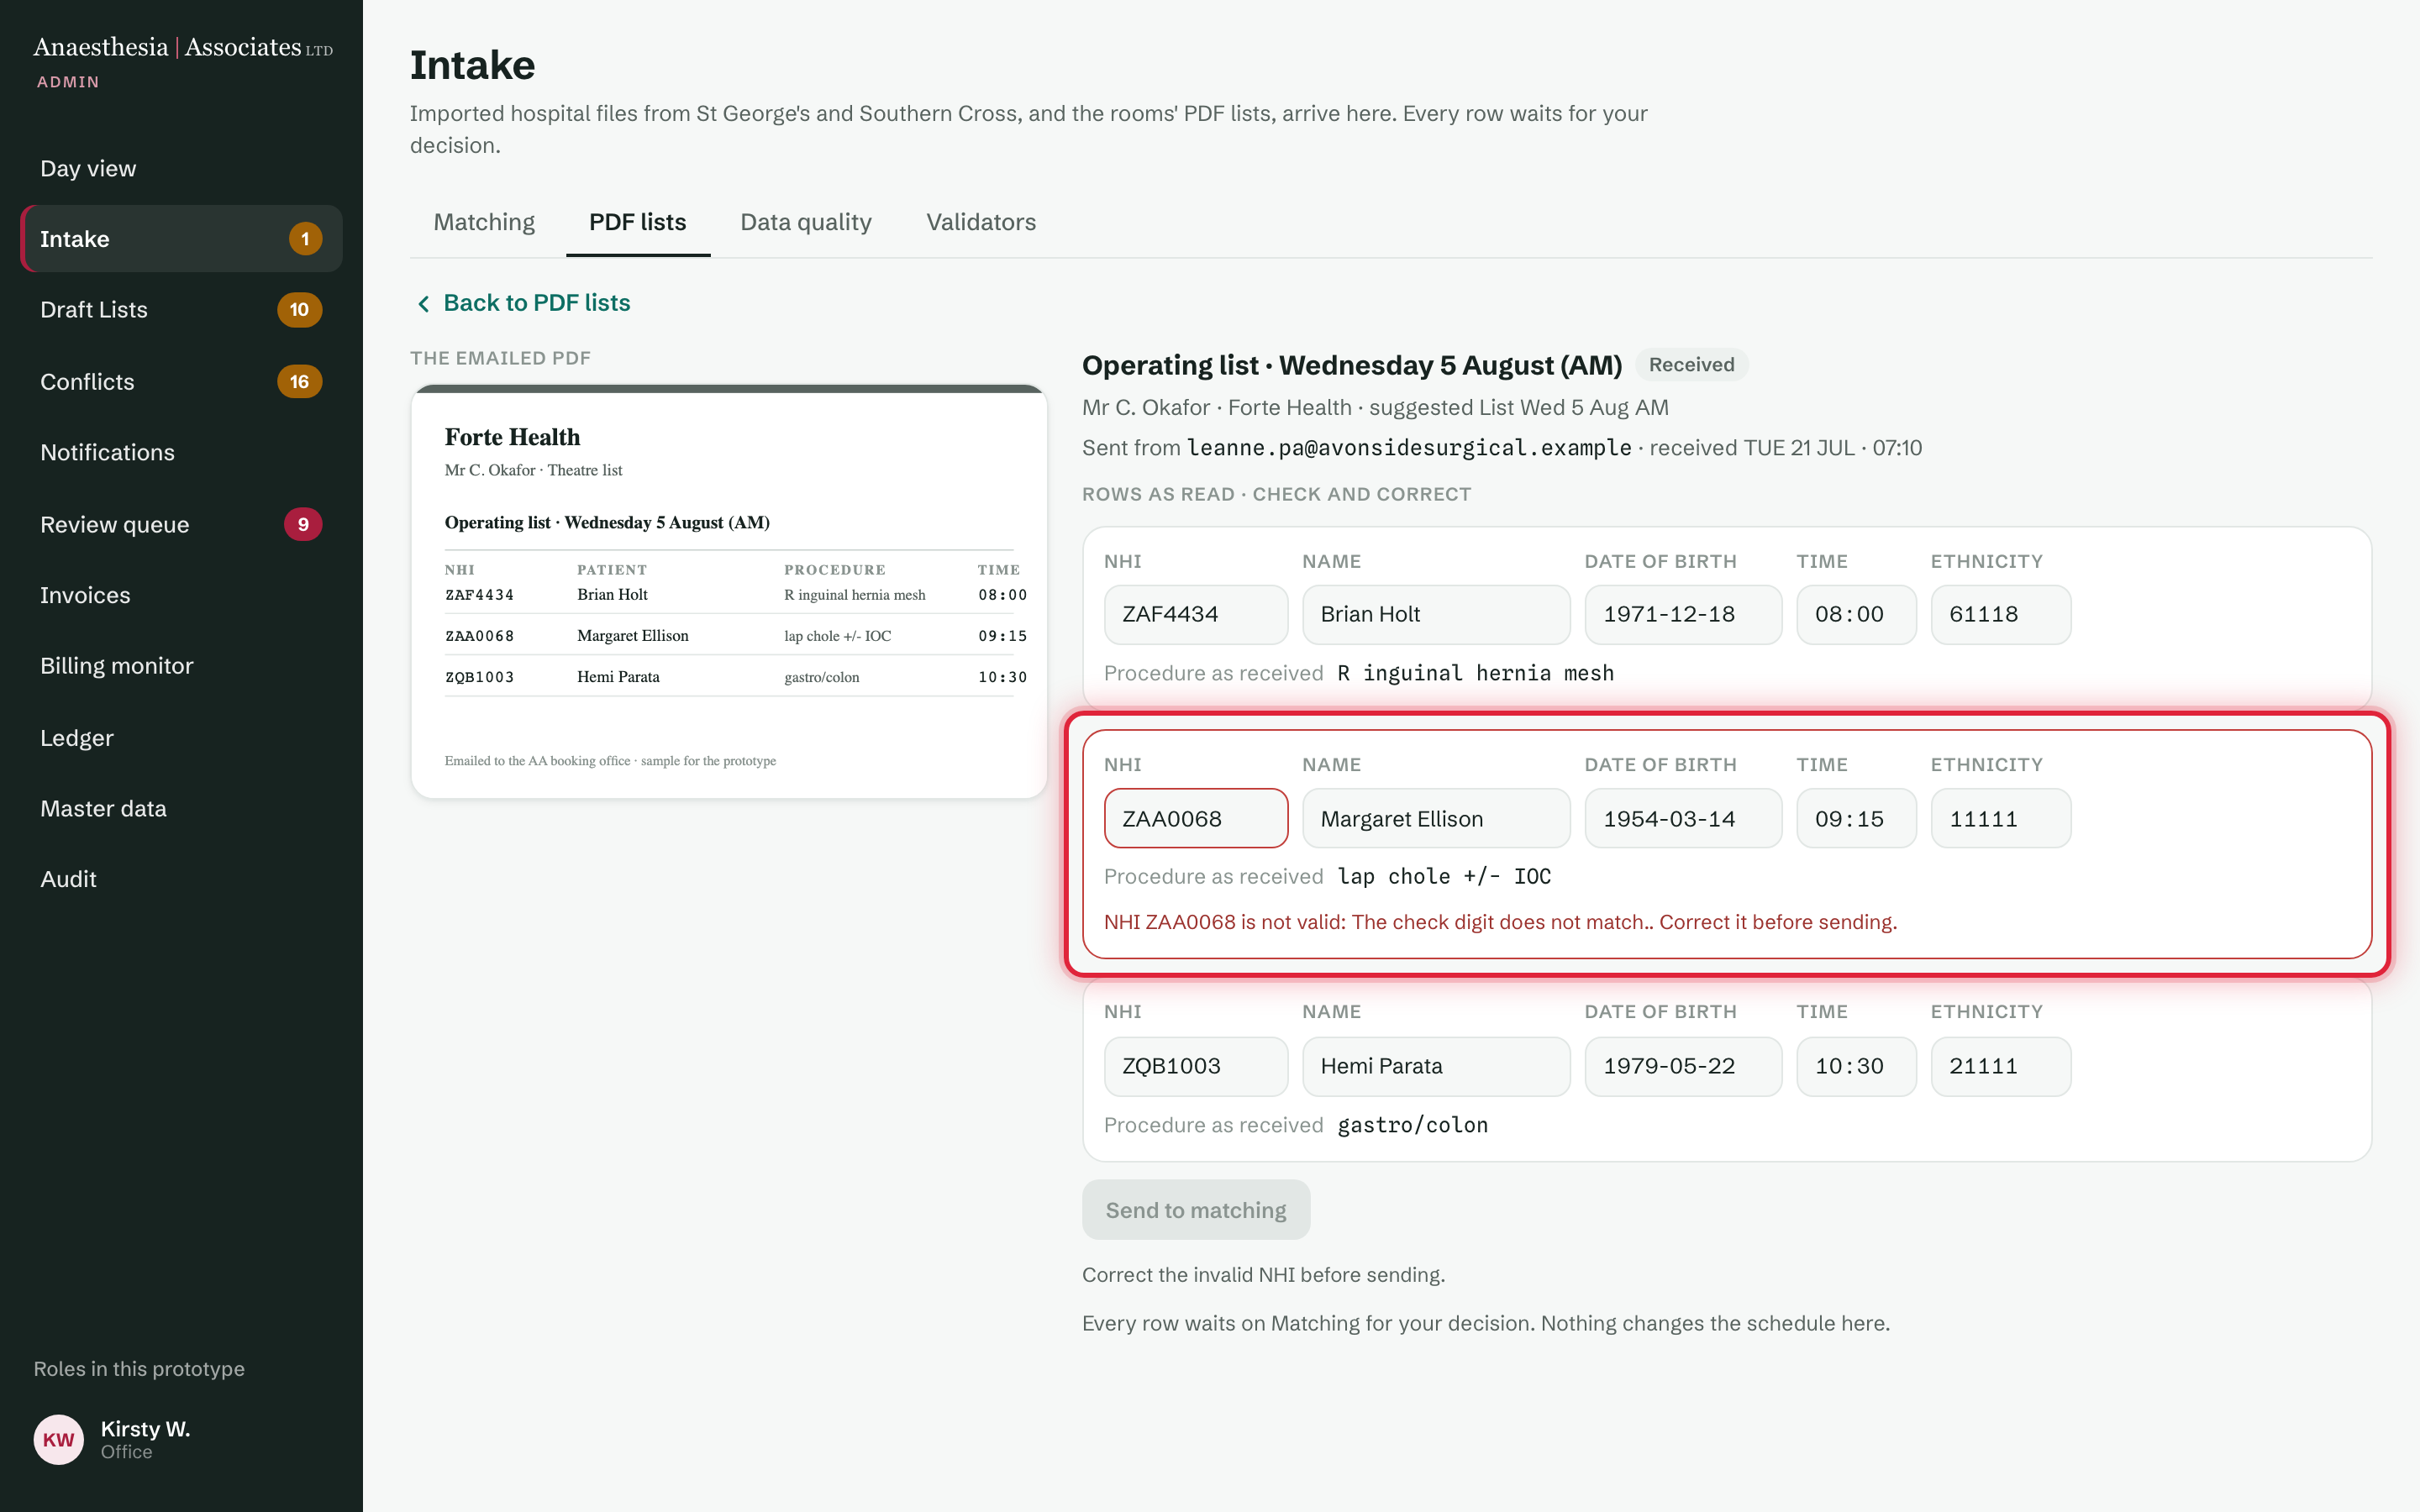 Anaesthesia | Associates LTD
ADMIN
Day view
Intake 1
Draft Lists 10
Conflicts 16
Notifications
Review queue 9
Invoices
Billing monitor
Ledger
Master data
Audit
Roles in this prototype
KW
Kirsty W.
Office
Intake
Imported hospital files from St George's and Southern Cross, and the rooms' PDF lists, arrive here. Every row waits for your
decision.
Matching PDF lists Data quality Validators
Back to PDF lists
THE EMAILED PDF
Forte Health
Mr C. Okafor · Theatre list
Operating list · Wednesday 5 August (AM)
NHI PATIENT PROCEDURE TIME
ZAF4434 Brian Holt R inguinal hernia mesh 08:00
ZAA0068 Margaret Ellison lap chole +/- IOC 09:15
ZQB1003 Hemi Parata gastro/colon 10:30
Emailed to the AA booking office · sample for the prototype
Operating list · Wednesday 5 August (AM) Received
Mr C. Okafor · Forte Health · suggested List Wed 5 Aug AM
Sent from leanne.pa@avonsidesurgical.example · received TUE 21 JUL · 07:10
ROWS AS READ · CHECK AND CORRECT
NHI NAME DATE OF BIRTH TIME ETHNICITY
ZAF4434 Brian Holt 1971-12-18 08:00 61118
Procedure as received R inguinal hernia mesh
NHI NAME DATE OF BIRTH TIME ETHNICITY
ZAA0068 Margaret Ellison 1954-03-14 09:15 11111
Procedure as received lap chole +/- IOC
NHI ZAA0068 is not valid: The check digit does not match.. Correct it before sending.
NHI NAME DATE OF BIRTH TIME ETHNICITY
ZQB1003 Hemi Parata 1979-05-22 10:30 21111
Procedure as received gastro/colon
Send to matching
Correct the invalid NHI before sending.
Every row waits on Matching for your decision. Nothing changes the schedule here.